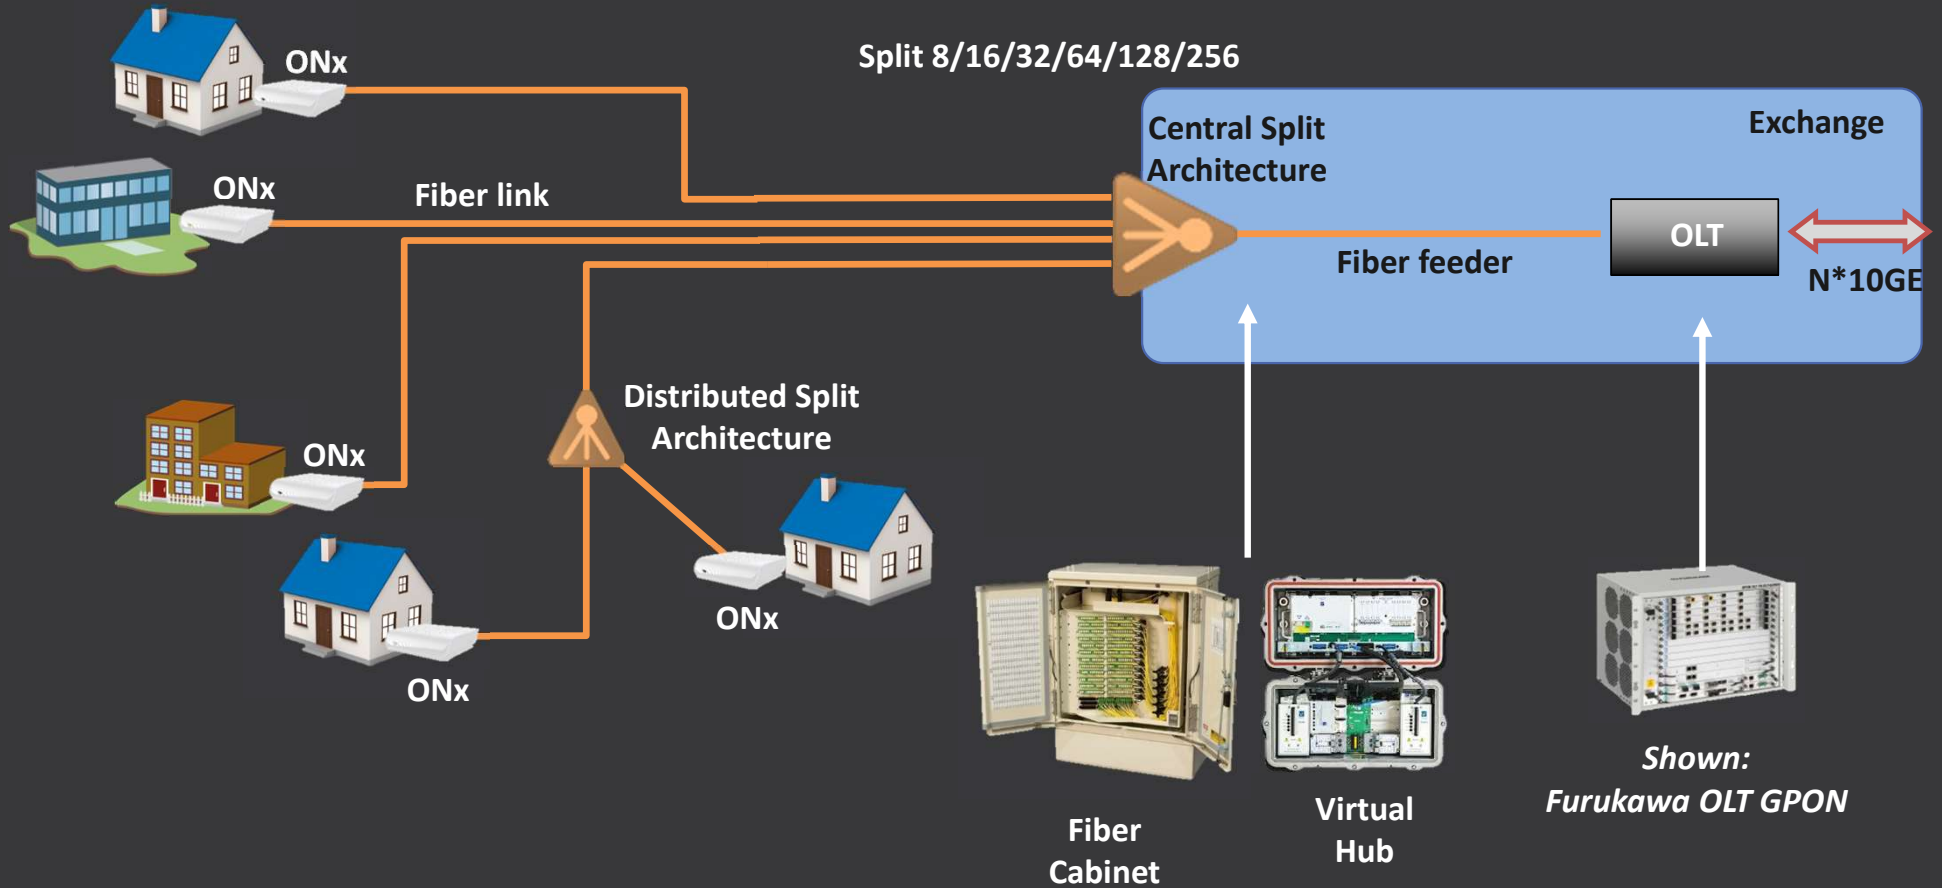 ONx
Split 8/16/32/64/128/256
Central Split
Architecture
Exchange
ONx
Fiber link
OLT
Fiber feeder
N*10GE
Distributed Split
Architecture
ONx
ONx
ONx
Fiber
Cabinet
Virtual
Hub
Shown:
Furukawa OLT GPON